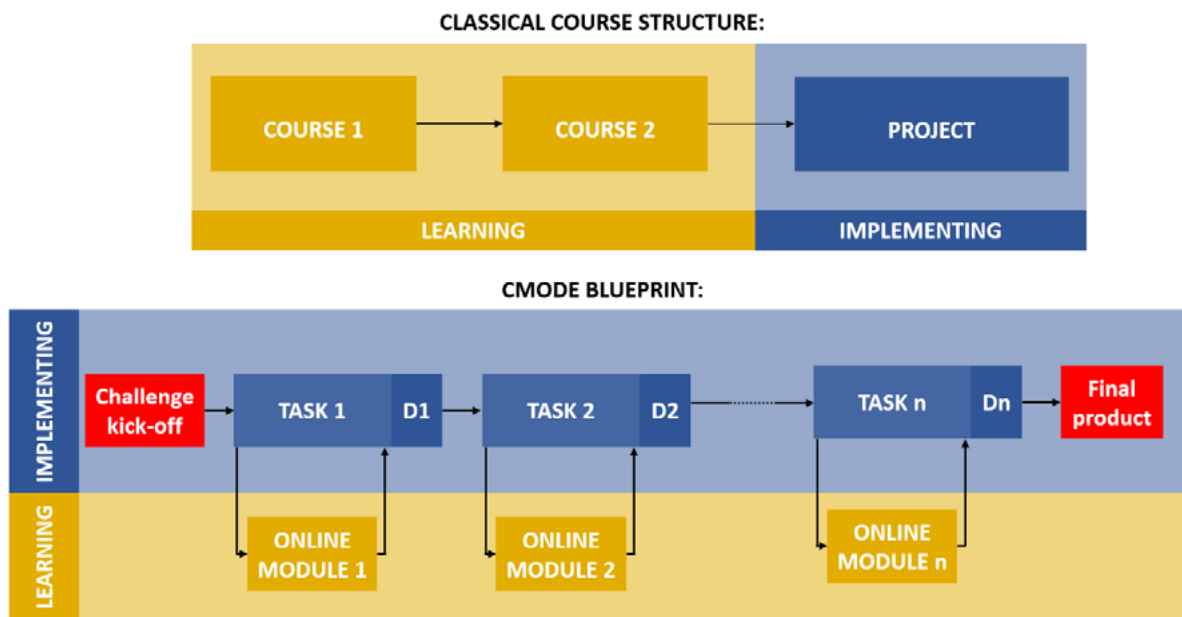 CLASSICAL COURSE STRUCTURE:
COURSE 1
COURSE 2
PROJECT
LEARNING
IMPLEMENTING
CMODE BLUEPRINT:
IMPLEMENTING
Challenge
kick-off
TASK 1
D1
TASK 2
D2
TASK n
Dn
Final
product
LEARNING
ONLINE
MODULE 1
ONLINE
MODULE 2
ONLINE
MODULE n